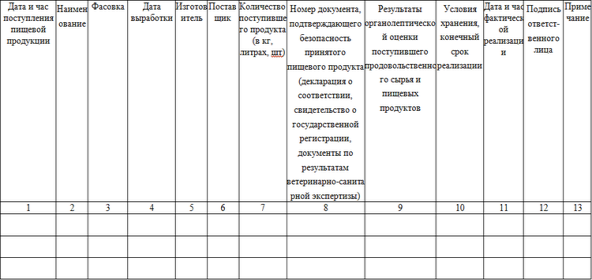 Дата и час
поступления
пищевой
продукции
Наимен
ование
Фасовка
Дата
выработки
Изготов
итель
Постав
щик
Количество
поступивше
го продукта
(в кг,
литрах, шт)
Номер документа,
подтверждающего
безопасность
принятого
пищевого продукта
(декларация о
соответствии,
свидетельство о
государственной
регистрации,
документы по
результатам
ветеринарно-санита
рной экспертизы)
Результаты
органолептическо
й оценки
поступившего
продовольственно
го сырья и
пищевых
продуктов
Условия
хранения,
конечный
срок
реализации
Дата и час
фактическ
ой
реализаци
и
Подпись
ответст-
венного
лица
Приме
чание
1 2 3 4 5 6 7 8 9 10 11 12 13